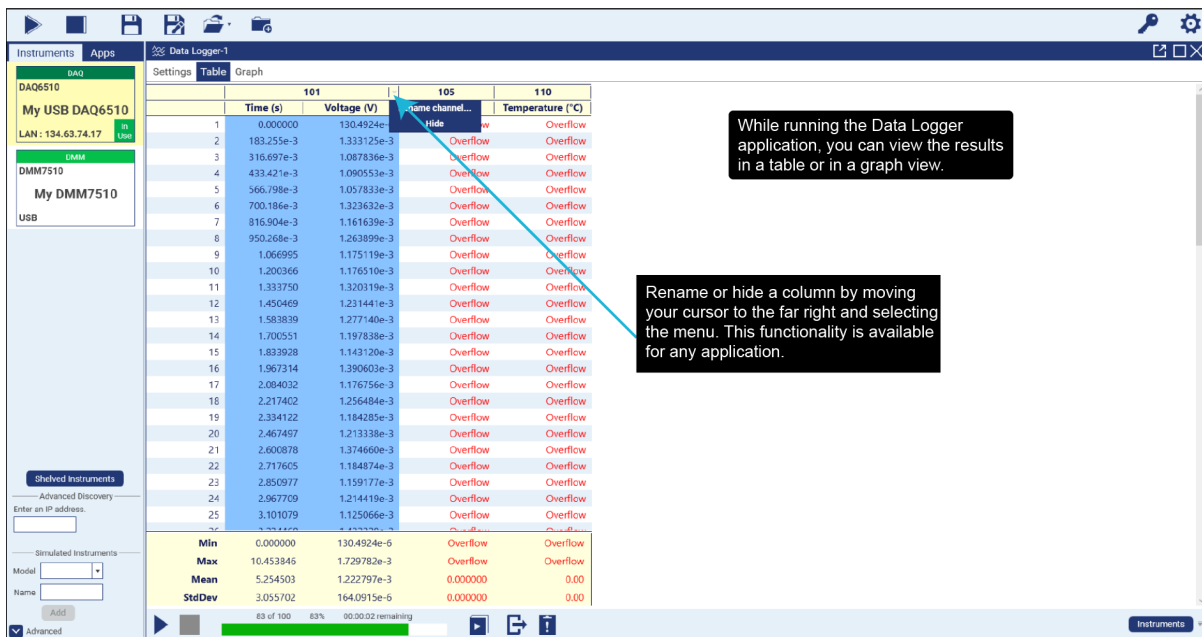 Instruments Apps
DAQ
DAQ6510
My USB DAQ6510
LAN : 134.63.74.17 In Use
DMM
DMM7510
My DMM7510
USB
Shelved Instruments
Advanced Discovery
Enter an IP address.
Simulated Instruments
Model
Name
Add
Advanced
Data Logger-1
Settings Table Graph
101 105 110
Time (s) Voltage (V) Temperature (°C)
name channel...
Hide
1 0.000000 130.4924e- Overflow
2 183.255e-3 1.333125e-3 Overflow Overflow
3 316.697e-3 1.087836e-3 Overflow Overflow
4 433.421e-3 1.090553e-3 Overflow Overflow
5 566.798e-3 1.057833e-3 Overflow Overflow
6 700.186e-3 1.323632e-3 Overflow Overflow
7 816.904e-3 1.161639e-3 Overflow Overflow
8 950.268e-3 1.263899e-3 Overflow Overflow
9 1.066995 1.175119e-3 Overflow Overflow
10 1.200366 1.176510e-3 Overflow Overflow
11 1.333750 1.320319e-3 Overflow Overflow
12 1.450469 1.231441e-3 Overflow Overflow
13 1.583839 1.277140e-3 Overflow Overflow
14 1.700551 1.197838e-3 Overflow Overflow
15 1.833928 1.143120e-3 Overflow Overflow
16 1.967314 1.390603e-3 Overflow Overflow
17 2.084032 1.176756e-3 Overflow Overflow
18 2.217402 1.256484e-3 Overflow Overflow
19 2.334122 1.184285e-3 Overflow Overflow
20 2.467497 1.213338e-3 Overflow Overflow
21 2.600878 1.374660e-3 Overflow Overflow
22 2.717605 1.184874e-3 Overflow Overflow
23 2.850977 1.159177e-3 Overflow Overflow
24 2.967709 1.214419e-3 Overflow Overflow
25 3.101079 1.125066e-3 Overflow Overflow
Min 0.000000 130.4924e-6 Overflow Overflow
Max 10.453846 1.729782e-3 Overflow Overflow
Mean 5.254503 1.222797e-3 0.000000 0.00
StdDev 3.055702 164.0915e-6 0.000000 0.00
83 of 100 83% 00:00:02 remaining
Instruments
While running the Data Logger
application, you can view the results
in a table or in a graph view.
Rename or hide a column by moving
your cursor to the far right and selecting
the menu. This functionality is available
for any application.